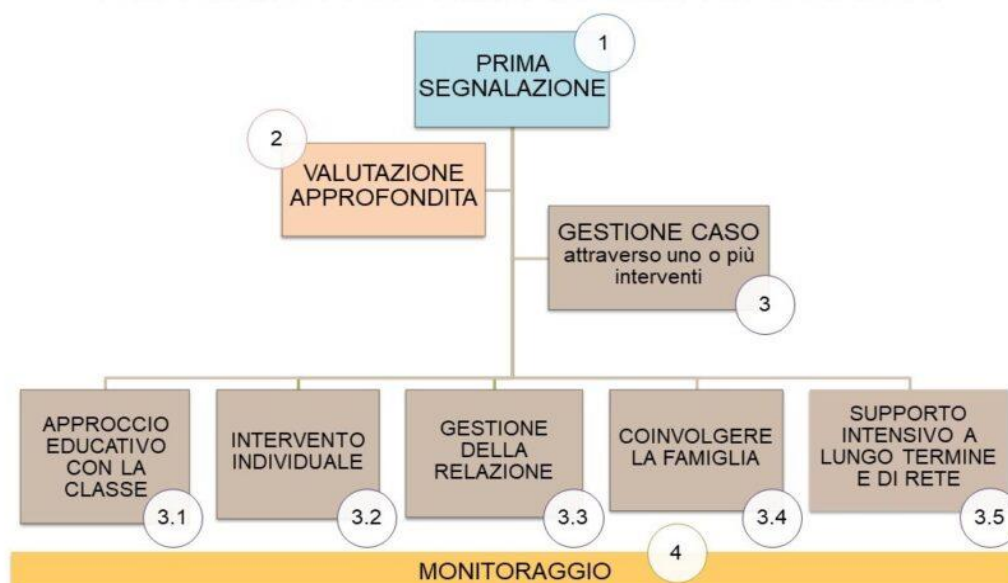 1
PRIMA
SEGNALAZIONE
2
VALUTAZIONE
APPROFONDITA
GESTIONE CASO
attraverso uno o più
interventi
3
APPROCCIO
EDUCATIVO
CON LA
CLASSE
3.1
INTERVENTO
INDIVIDUALE
3.2
GESTIONE
DELLA
RELAZIONE
3.3
COINVOLGERE
LA FAMIGLIA
3.4
SUPPORTO
INTENSIVO A
LUNGO TERMINE
E DI RETE
3.5
4
MONITORAGGIO